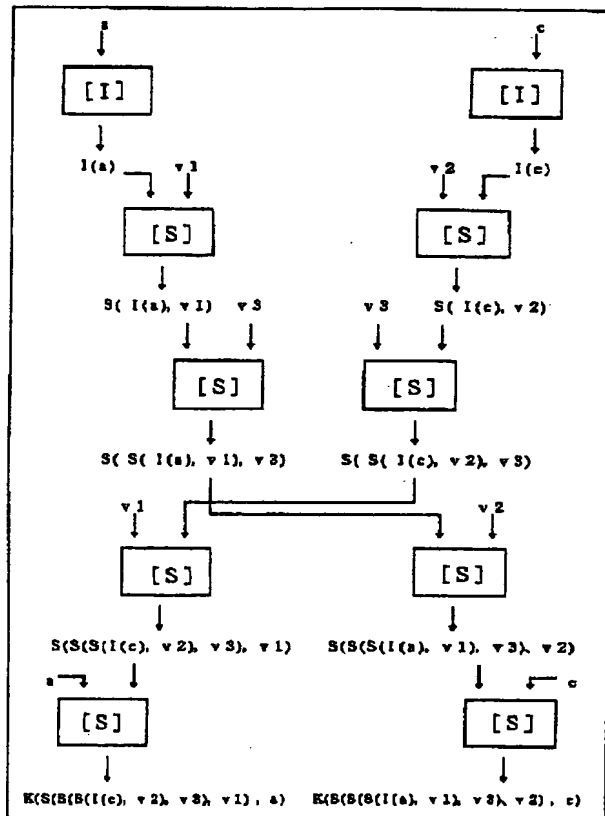 a c
[I] [I]
I(a) v1 v2 I(c)
[S] [S]
S( I(a), v1) v3 v3 S( I(c), v2)
[S] [S]
S( S( I(a), v1), v3) S( S( I(c), v2), v3)
v1 v2
[S] [S]
S(S(S(I(c), v2), v3), v1) S(S(S(I(a), v1), v3), v2)
a c
[S] [S]
K(S(S(S(I(c), v2), v3), v1), a) K(S(S(S(I(a), v1), v3), v2), c)